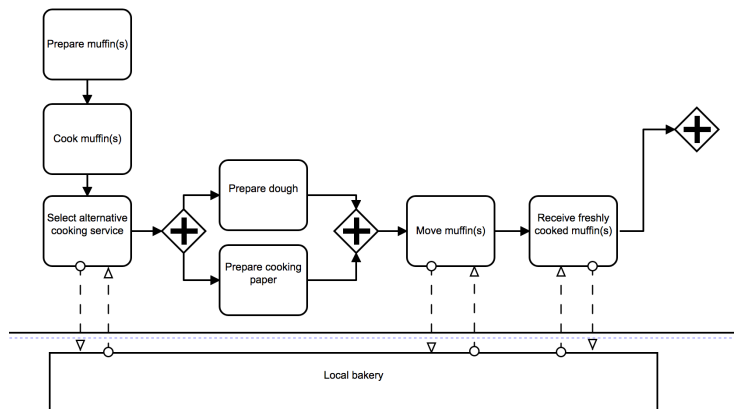 Prepare muffin(s)
Cook muffin(s)
Select alternative
cooking service
Prepare dough
Prepare cooking
paper
Move muffin(s)
Receive freshly
cooked muffin(s)
Local bakery